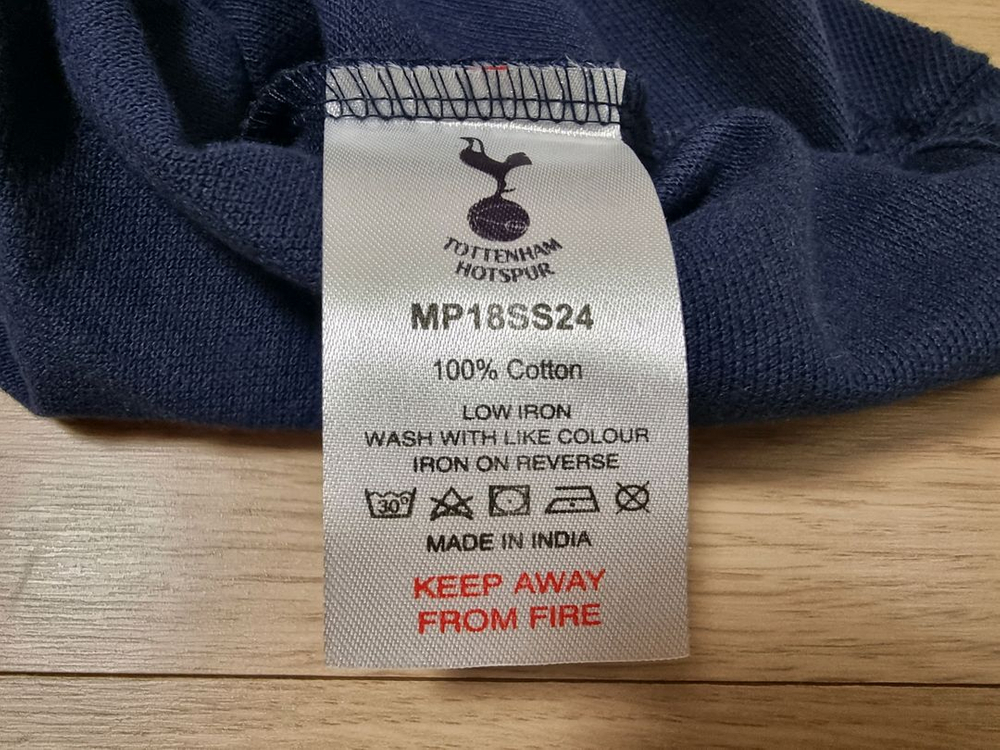 TOTTENHAM
HOTSPUR
MP18SS24
100% Cotton
LOW IRON
WASH WITH LIKE COLOUR
IRON ON REVERSE
30°
MADE IN INDIA
KEEP AWAY
FROM FIRE